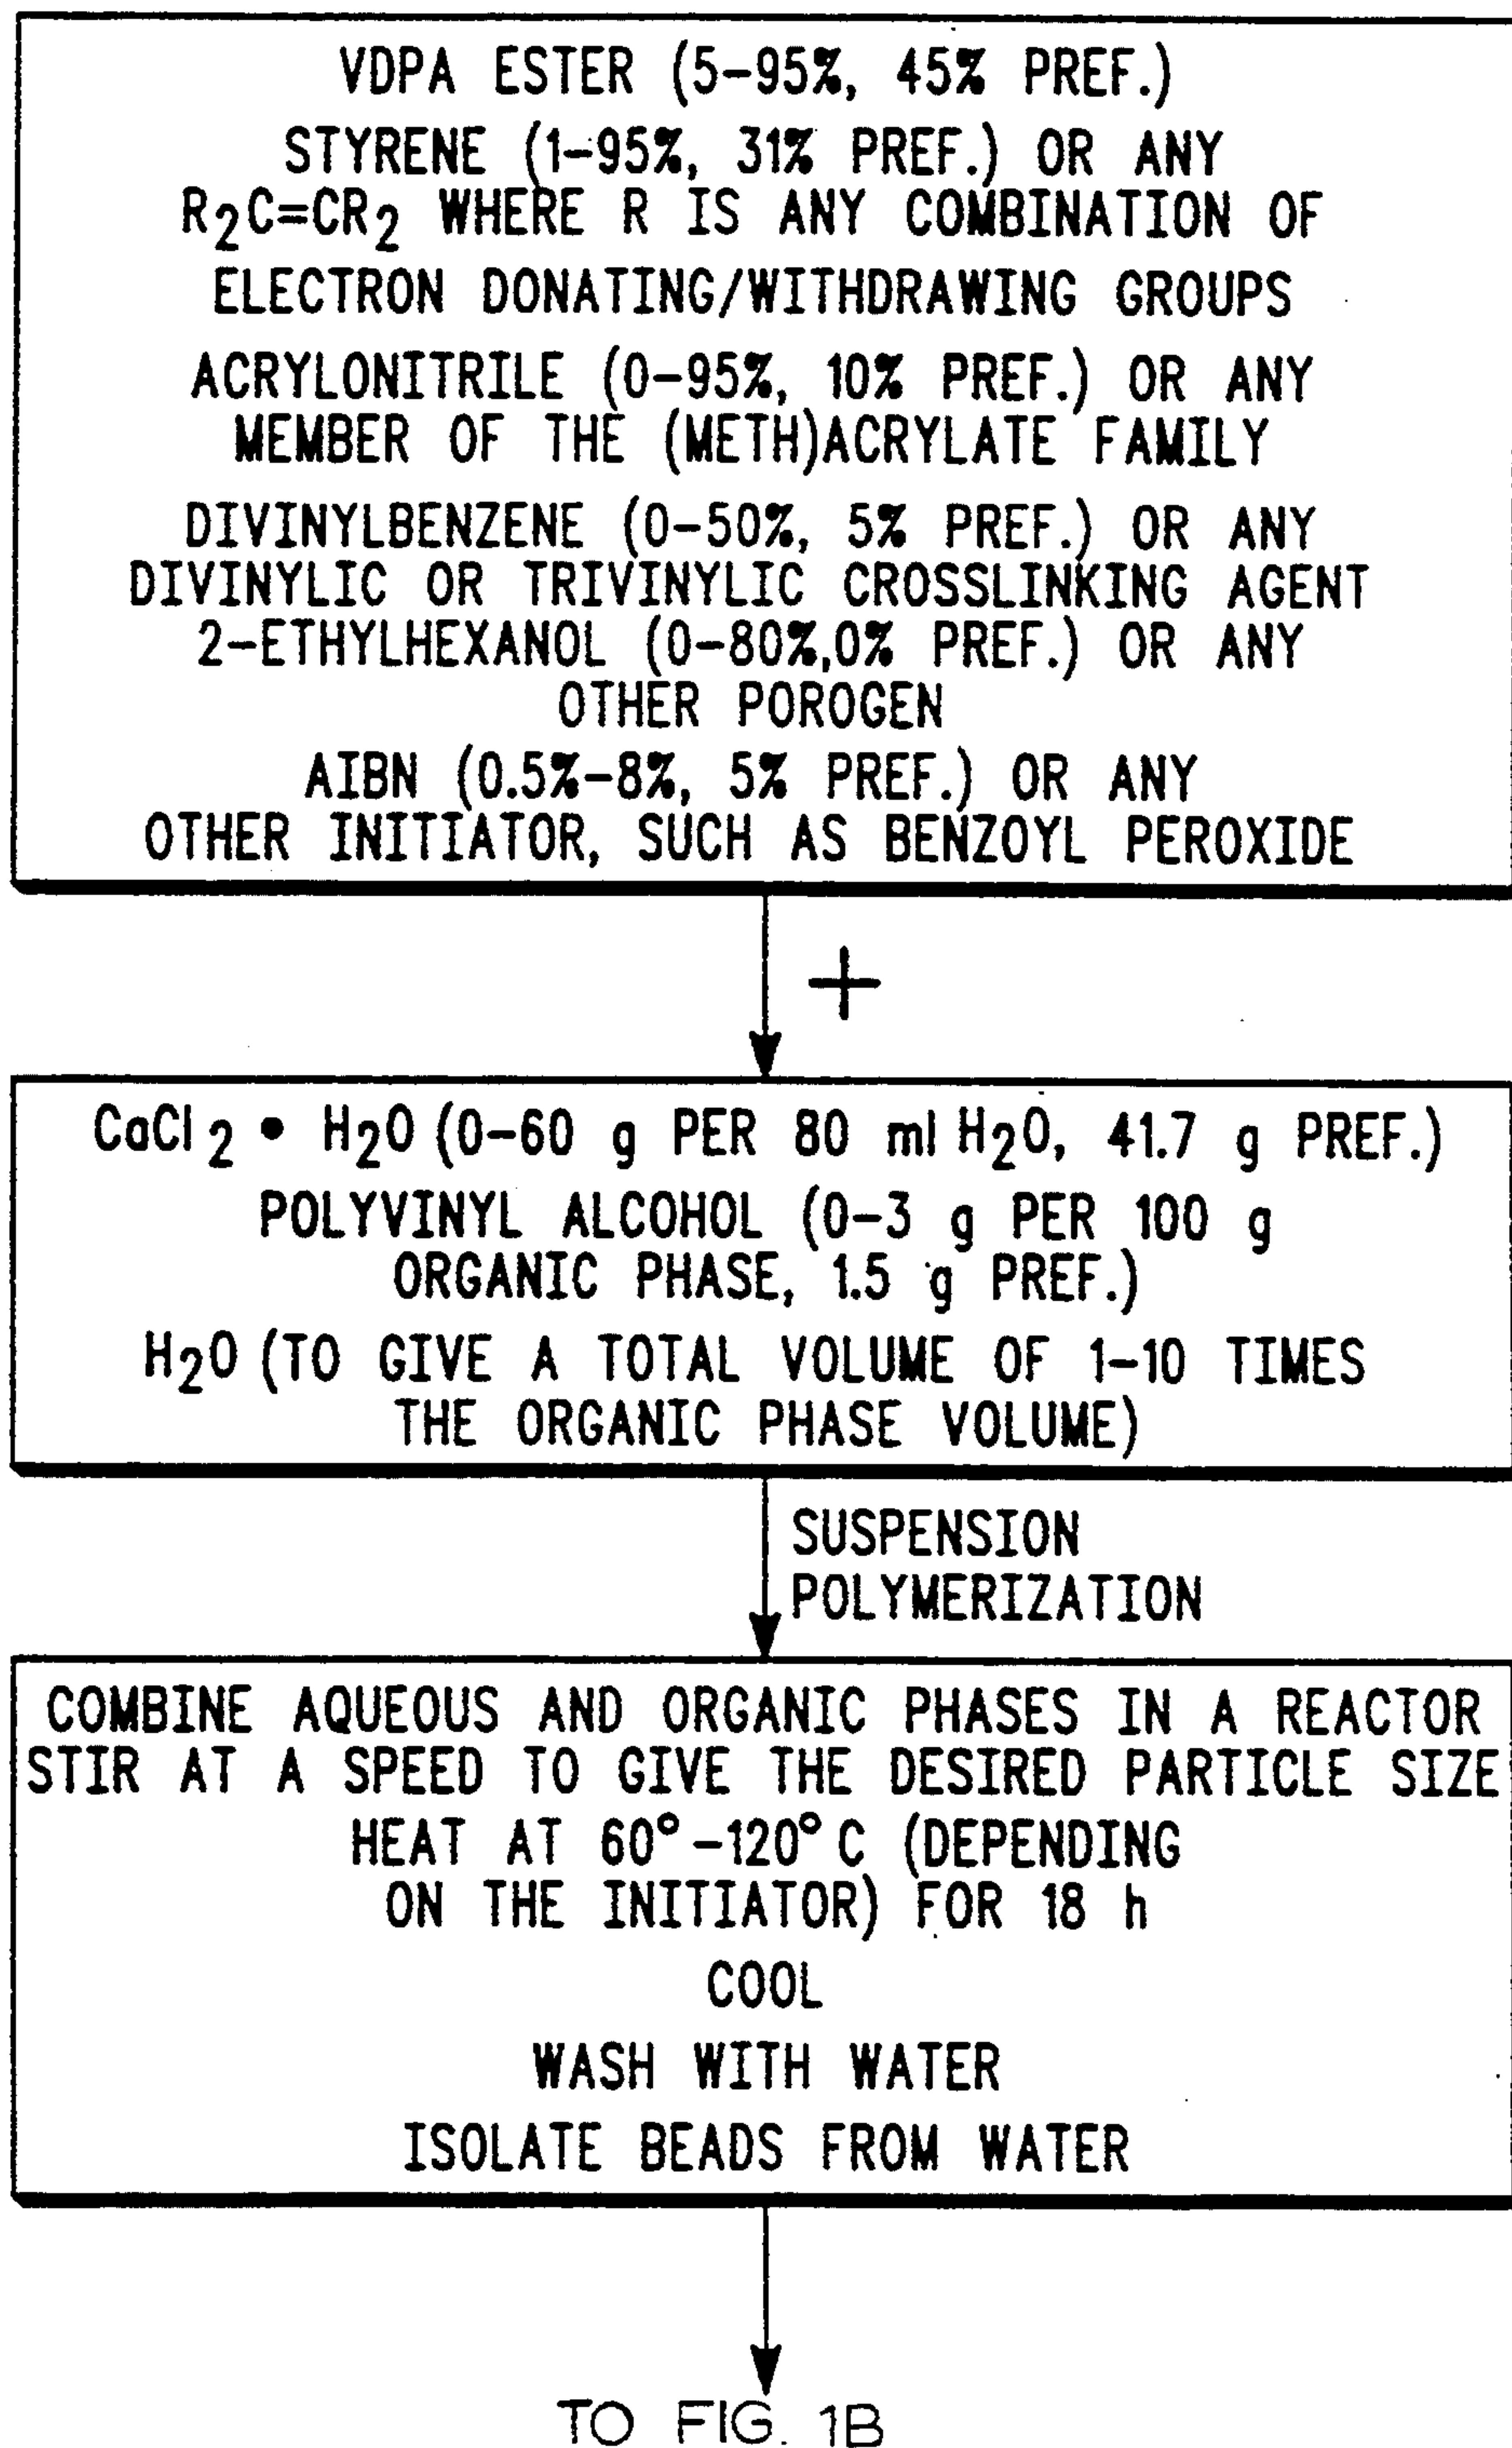 VDPA ESTER (5-95%, 45% PREF.)
STYRENE (1-95%, 31% PREF.) OR ANY
R2C=CR2 WHERE R IS ANY COMBINATION OF
ELECTRON DONATING/WITHDRAWING GROUPS
ACRYLONITRILE (0-95%, 10% PREF.) OR ANY
MEMBER OF THE (METH)ACRYLATE FAMILY
DIVINYLBENZENE (0-50%, 5% PREF.) OR ANY
DIVINYLIC OR TRIVINYLIC CROSSLINKING AGENT
2-ETHYLHEXANOL (0-80%,0% PREF.) OR ANY
OTHER POROGEN
AIBN (0.5%-8%, 5% PREF.) OR ANY
OTHER INITIATOR, SUCH AS BENZOYL PEROXIDE
+
CaCl2 • H2O (0-60 g PER 80 ml H2O, 41.7 g PREF.)
POLYVINYL ALCOHOL (0-3 g PER 100 g
ORGANIC PHASE, 1.5 g PREF.)
H2O (TO GIVE A TOTAL VOLUME OF 1-10 TIMES
THE ORGANIC PHASE VOLUME)
SUSPENSION
POLYMERIZATION
COMBINE AQUEOUS AND ORGANIC PHASES IN A REACTOR
STIR AT A SPEED TO GIVE THE DESIRED PARTICLE SIZE
HEAT AT 60°-120° C (DEPENDING
ON THE INITIATOR) FOR 18 h
COOL
WASH WITH WATER
ISOLATE BEADS FROM WATER
TO FIG. 1B